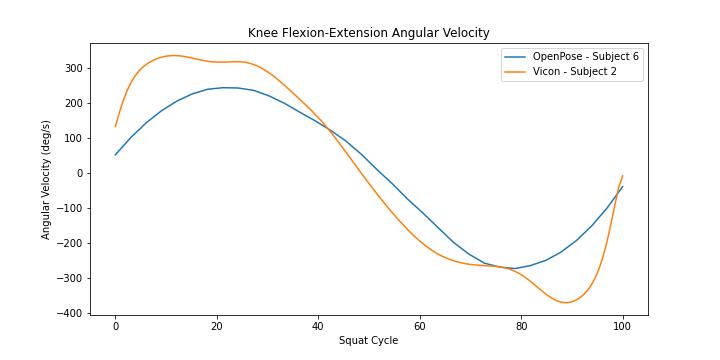 Knee Flexion-Extension Angular Velocity
OpenPose - Subject 6
Vicon - Subject 2
300
200
100
0
−100
−200
−300
−400
Angular Velocity (deg/s)
0 20 40 60 80 100
Squat Cycle